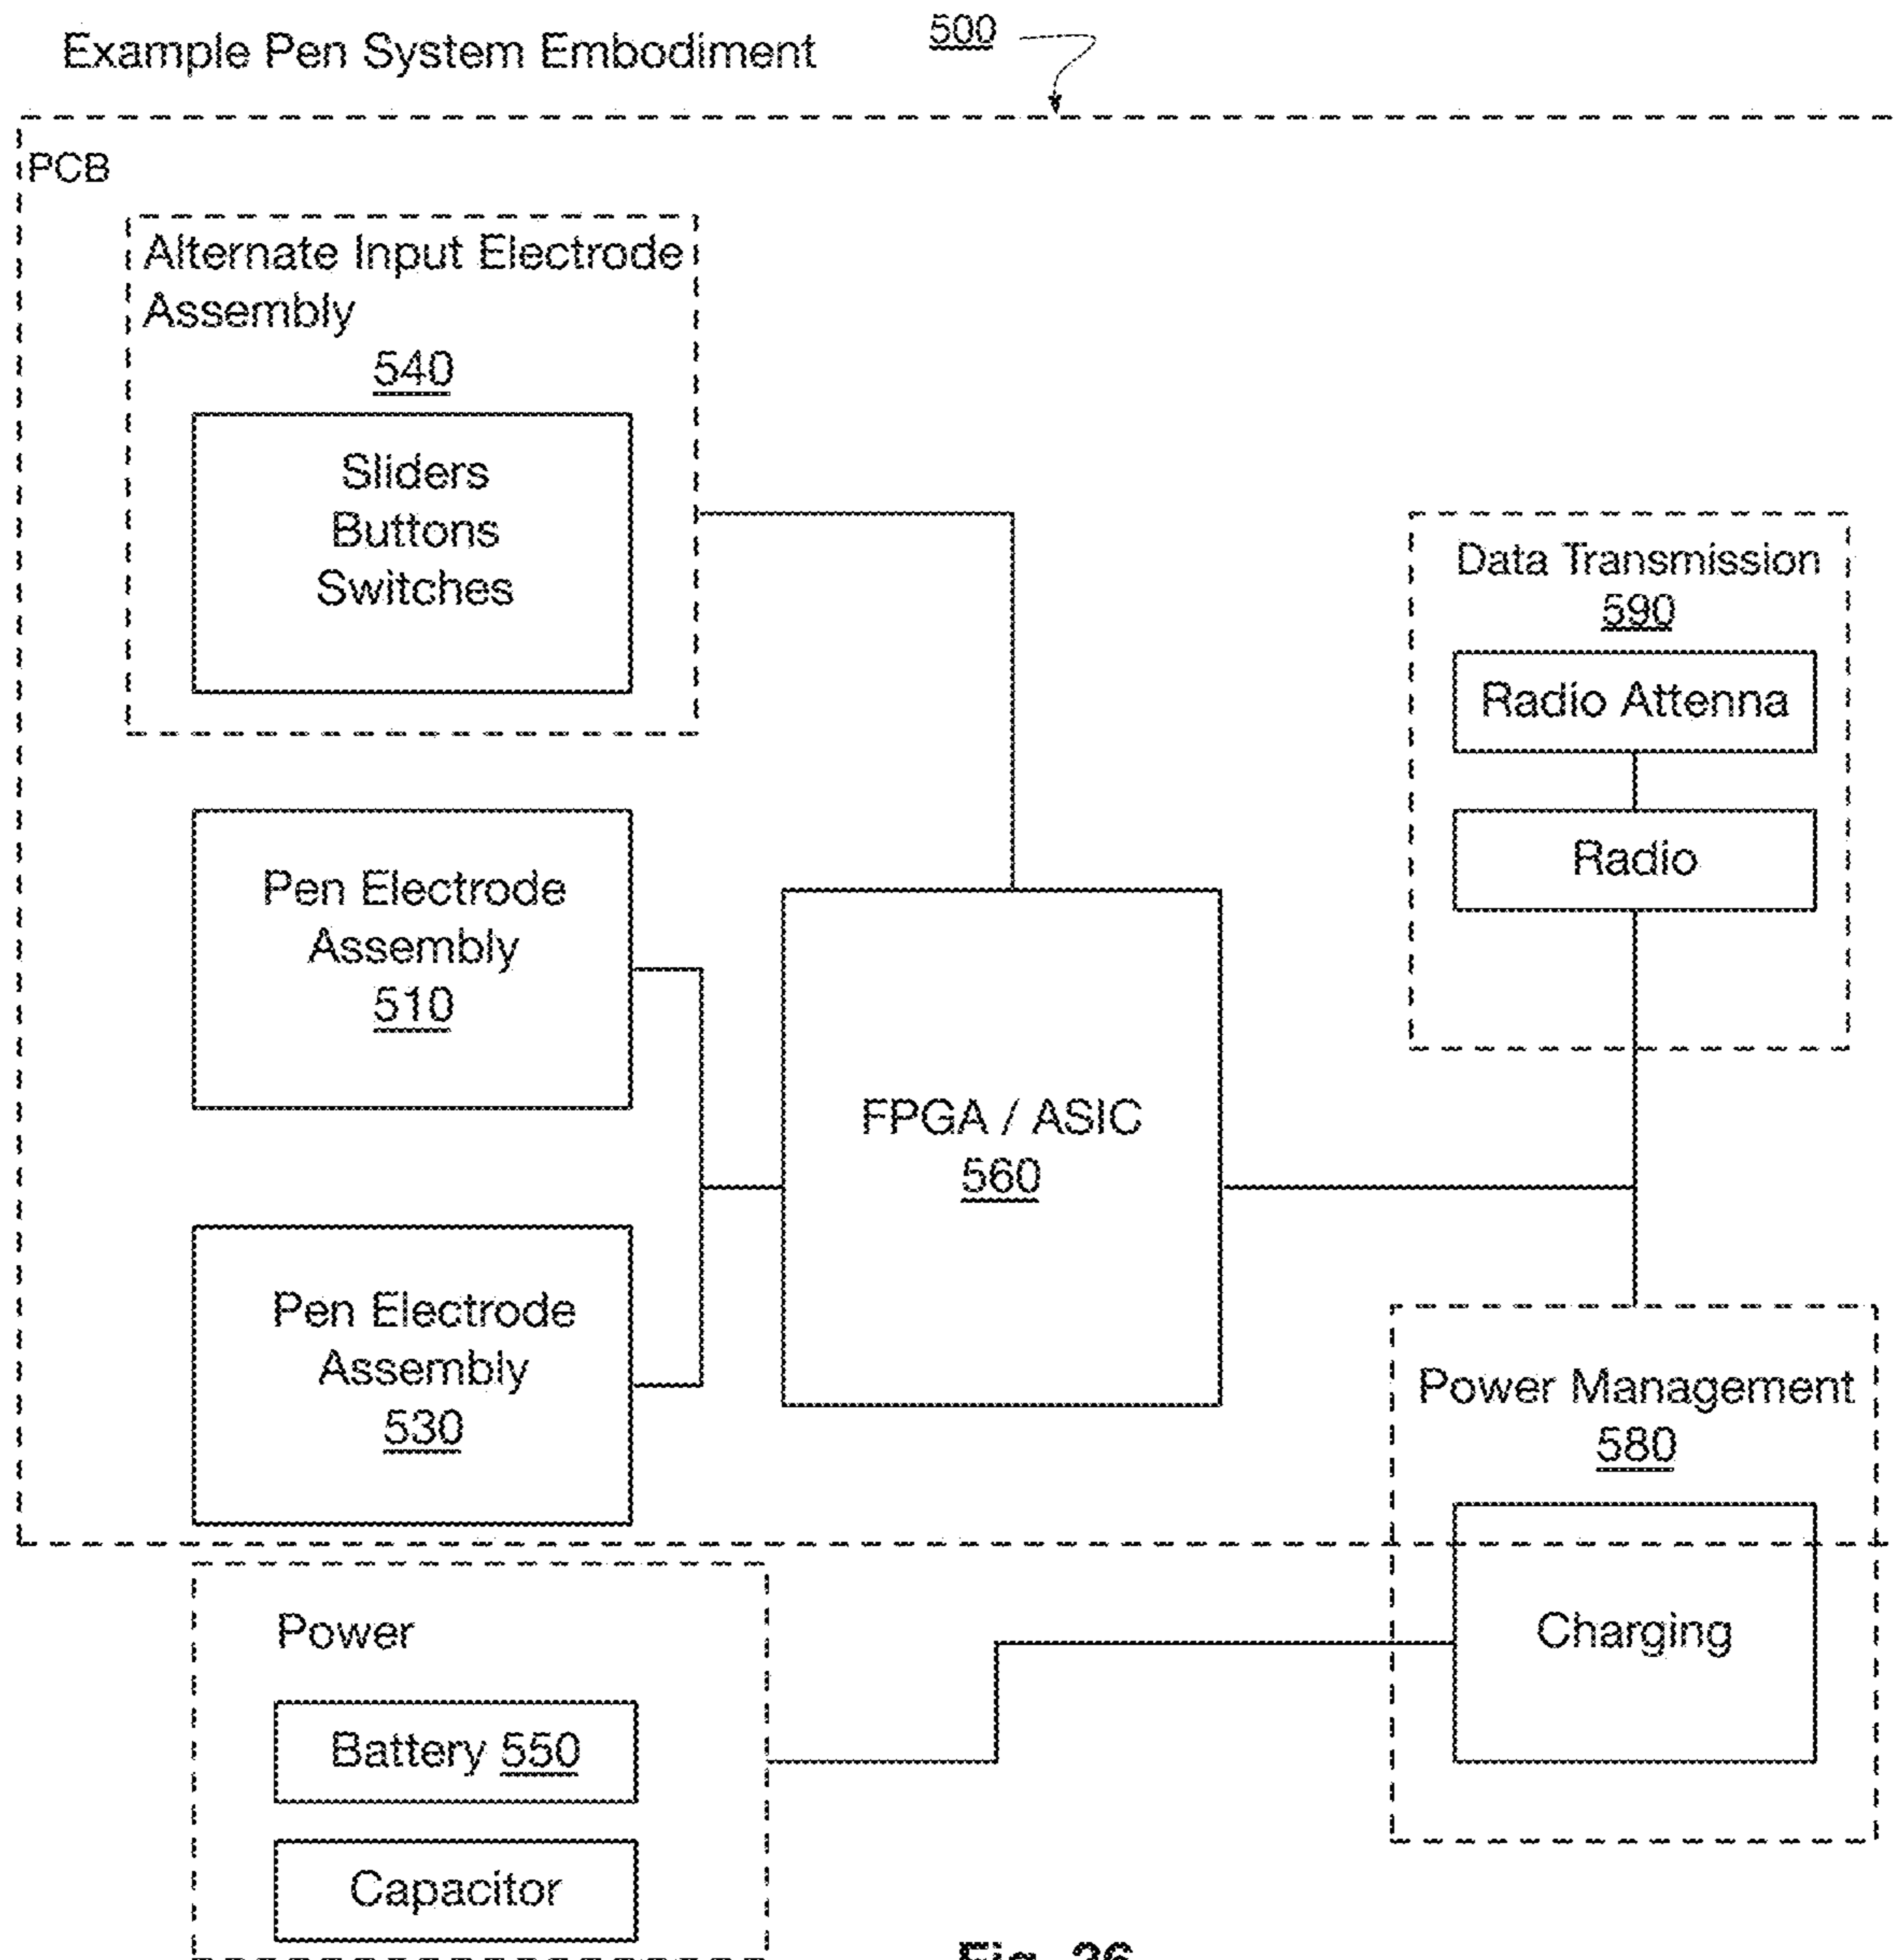 Example Pen System Embodiment
500
PCB
Alternate Input Electrode
Assembly
540
Sliders
Buttons
Switches
Data Transmission
590
Radio Attenna
Radio
Pen Electrode
Assembly
510
FPGA / ASIC
560
Pen Electrode
Assembly
530
Power Management
580
Charging
Power
Battery 550
Capacitor
Fig. 26